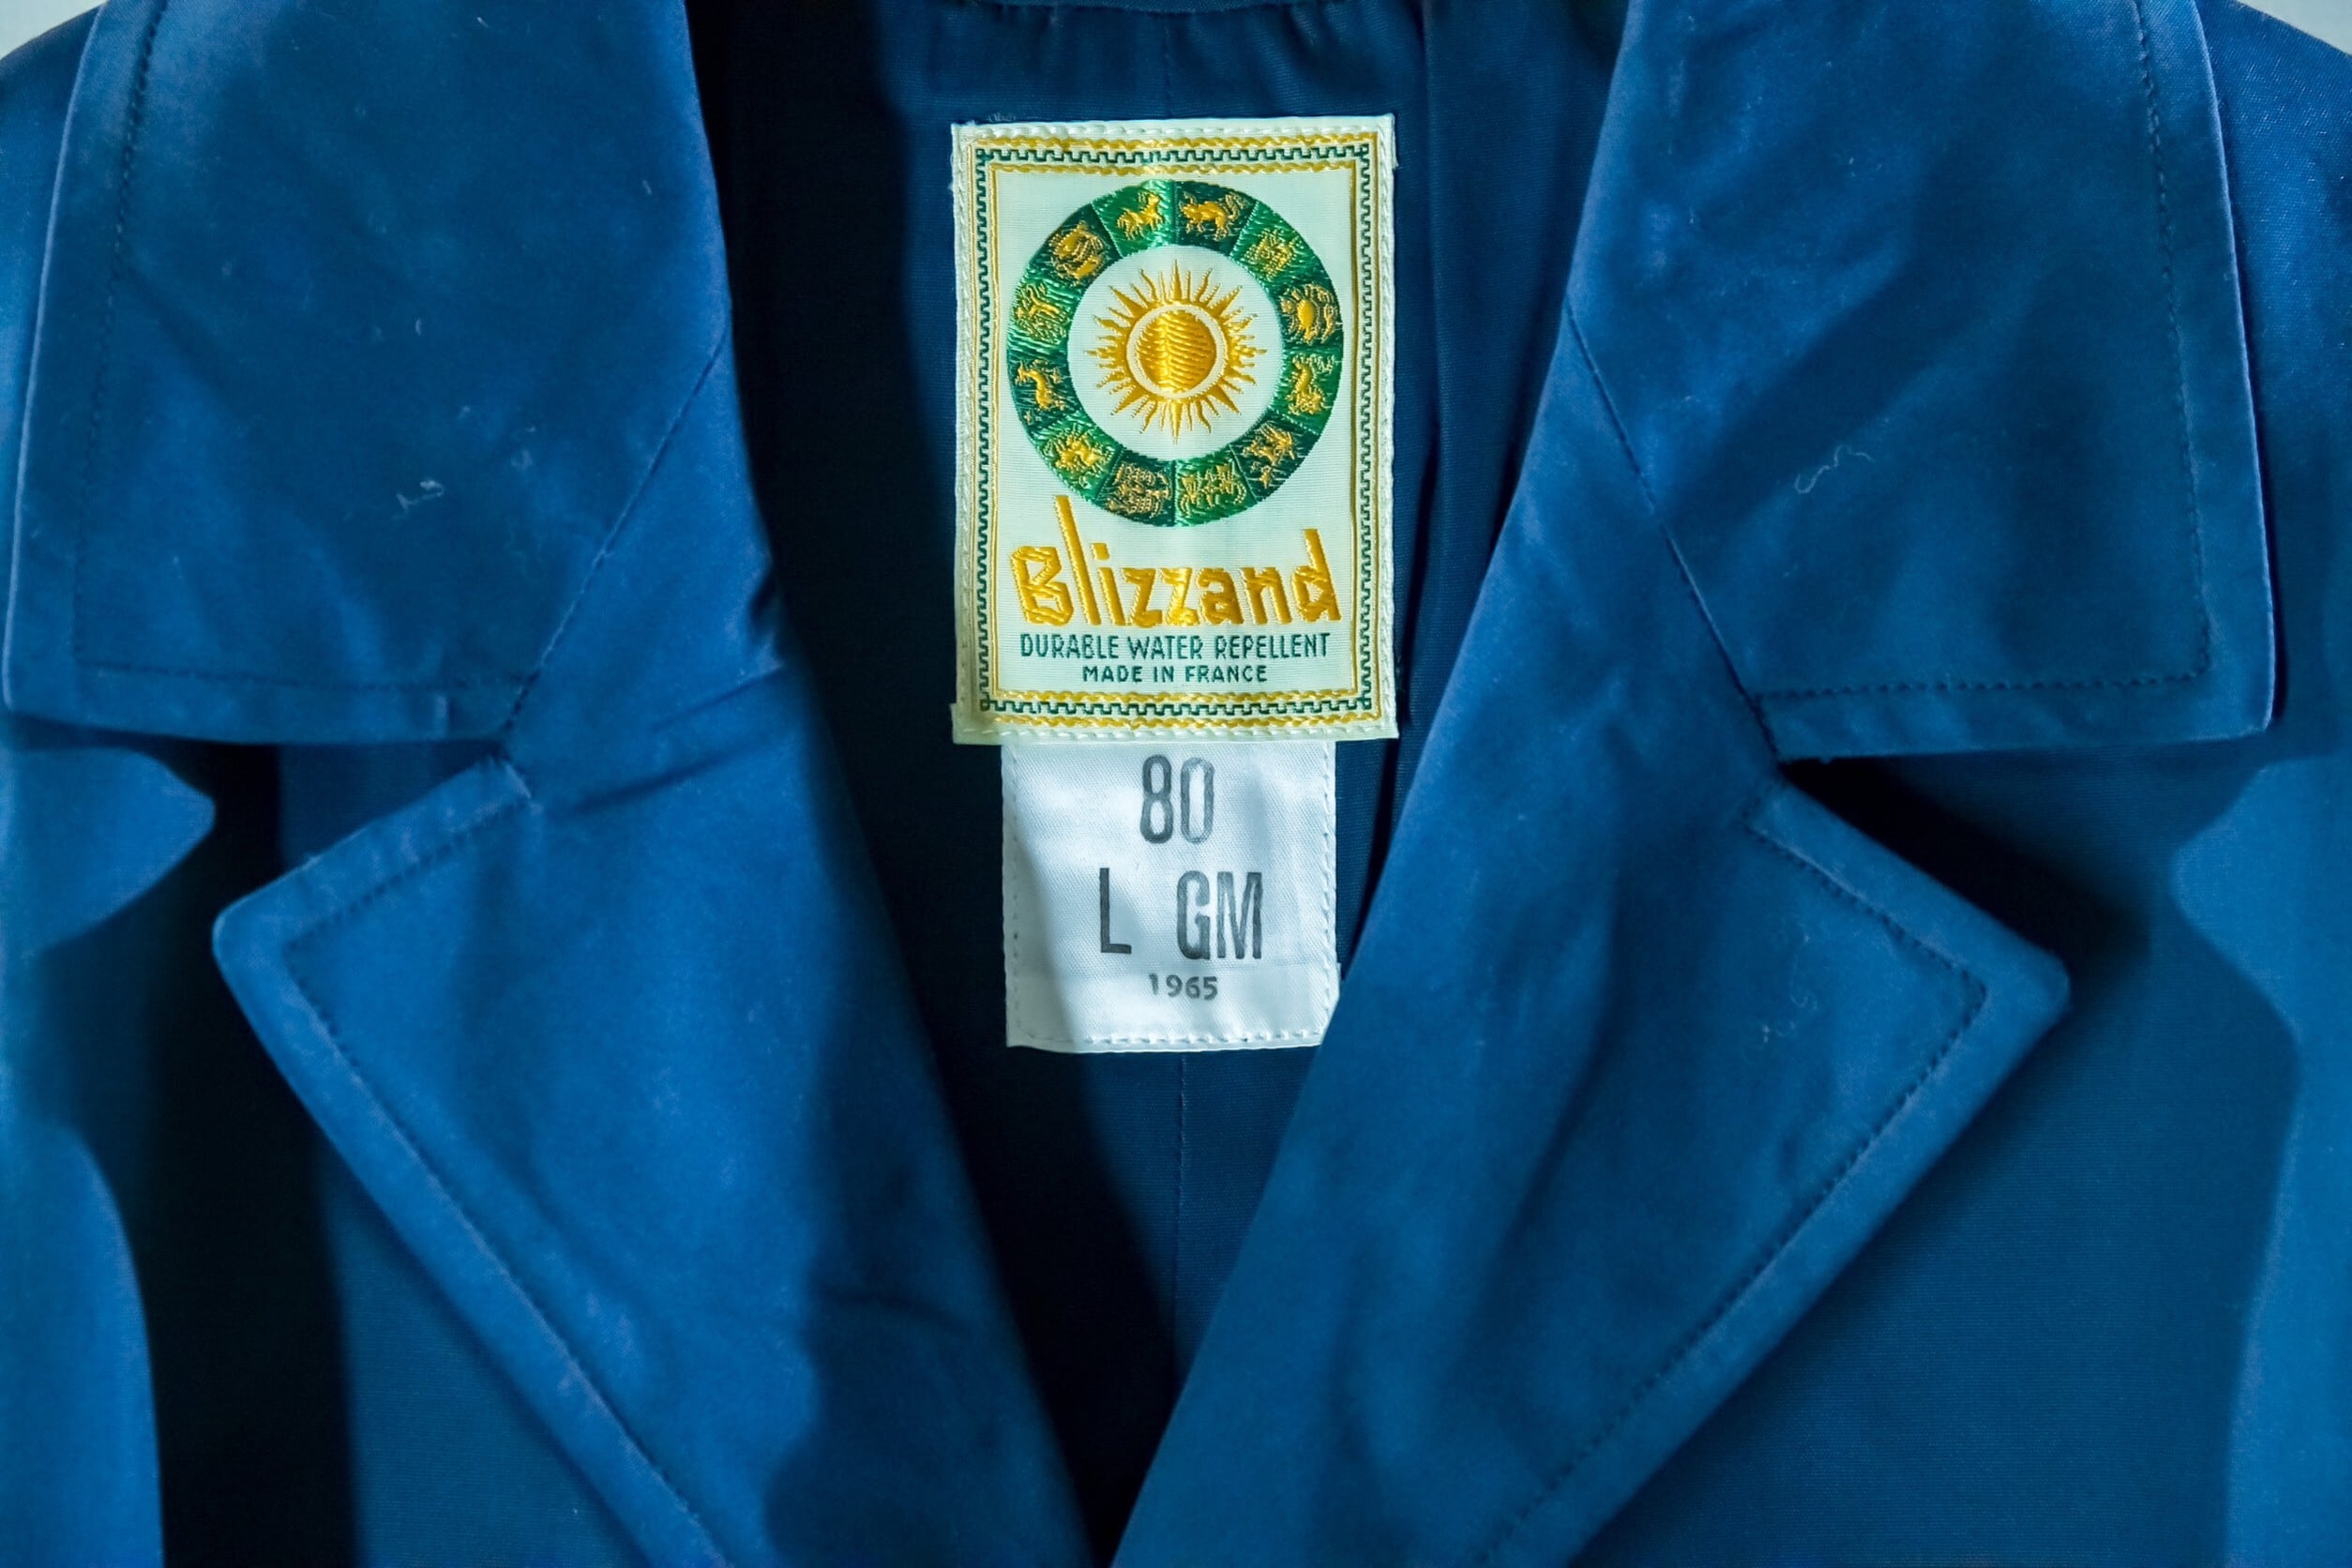 Blizzand
DURABLE WATER REPELLENT
MADE IN FRANCE
80
L GM
1965